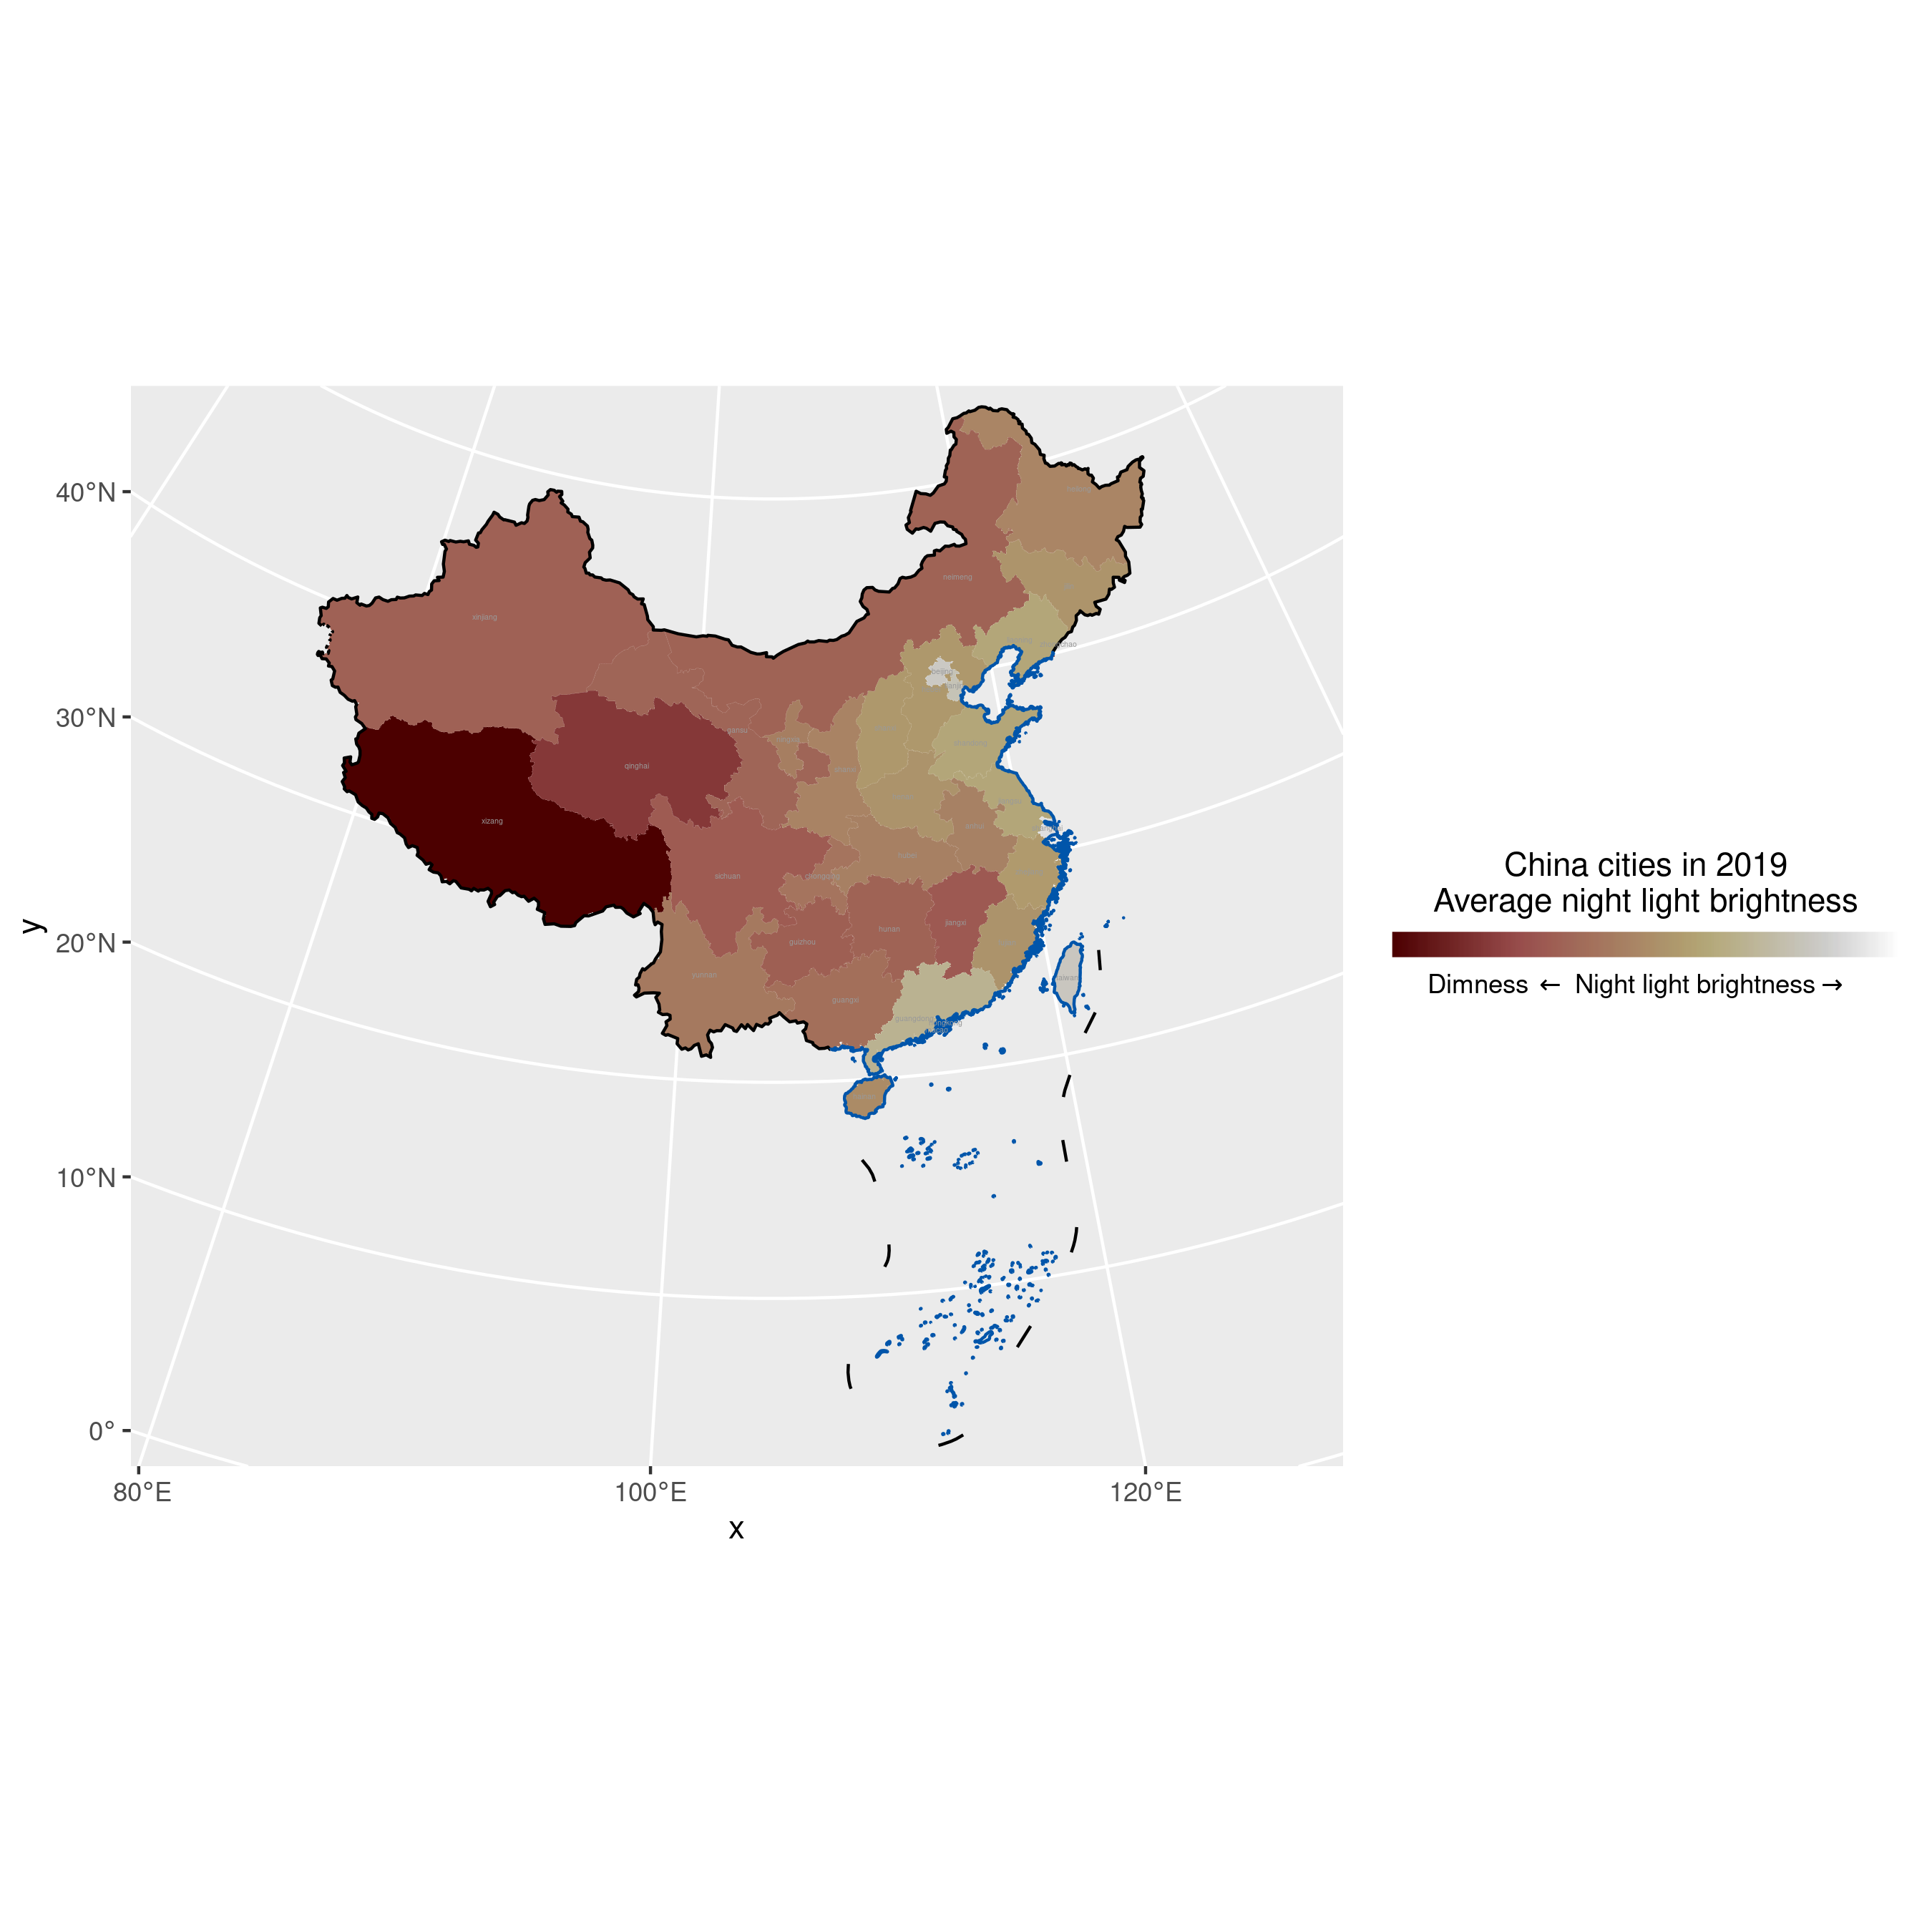 40°N
30°N
20°N
10°N
0°
80°E
100°E
120°E
x
y
xinjiang
xizang
qinghai
gansu
neimeng
sichuan
chongqing
guizhou
yunnan
guangxi
hunan
jiangxi
hubei
guangdong
China cities in 2019
Average night light brightness
Dimness ← Night light brightness →